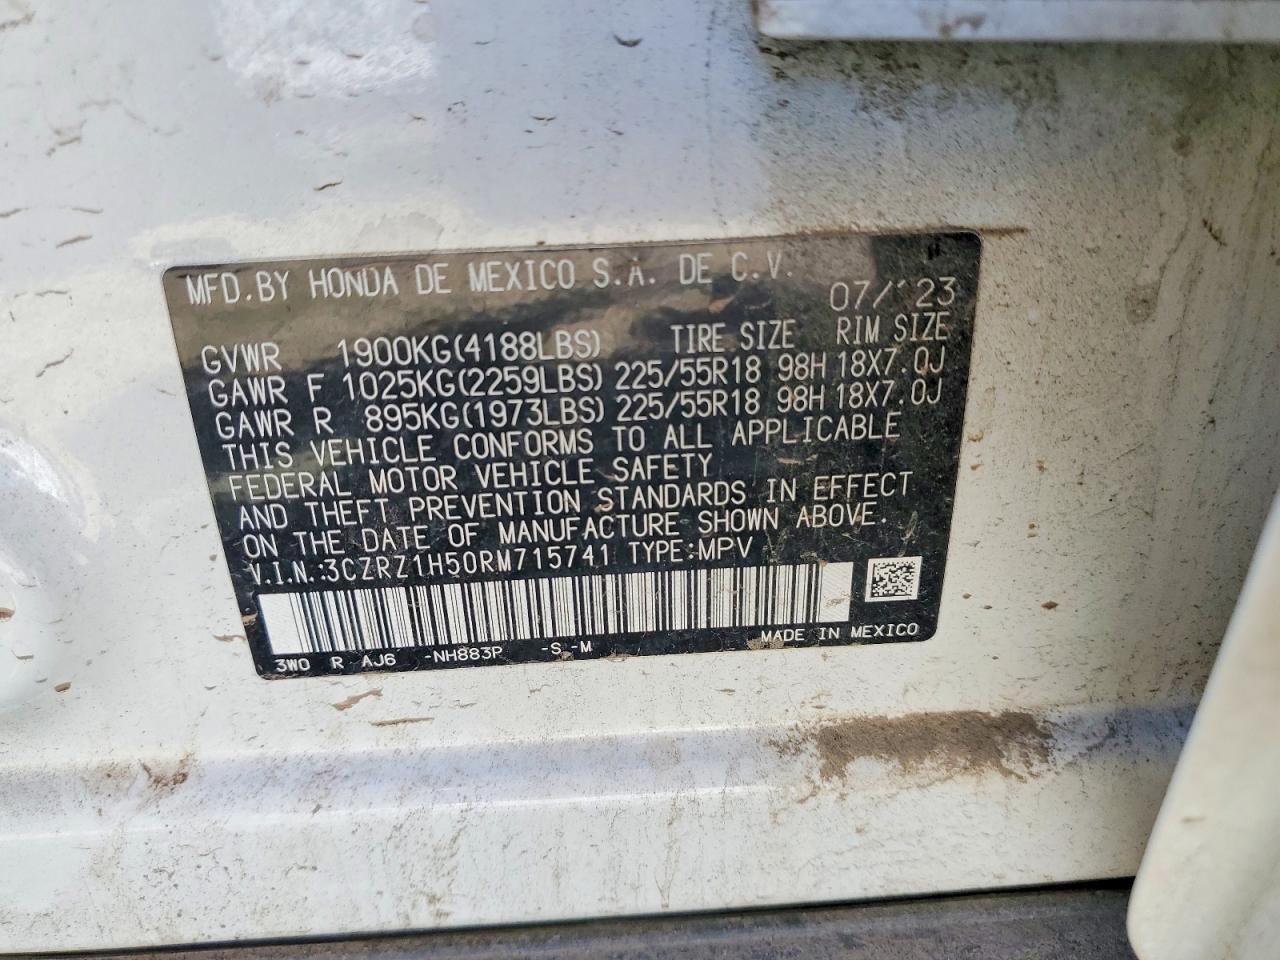 MFD.BY HONDA DE MEXICO S.A. DE C.V.
07/'23
GVWR 1900KG(4188LBS) TIRE SIZE RIM SIZE
GAWR F 1025KG(2259LBS) 225/55R18 98H 18X7.0J
GAWR R 895KG(1973LBS) 225/55R18 98H 18X7.0J
THIS VEHICLE CONFORMS TO ALL APPLICABLE
FEDERAL MOTOR VEHICLE SAFETY
AND THEFT PREVENTION STANDARDS IN EFFECT
ON THE DATE OF MANUFACTURE SHOWN ABOVE.
V.I.N.:3CZRZ1H50RM715741 TYPE:MPV
MADE IN MEXICO
3W0 R AJ6 -NH883P -S -M